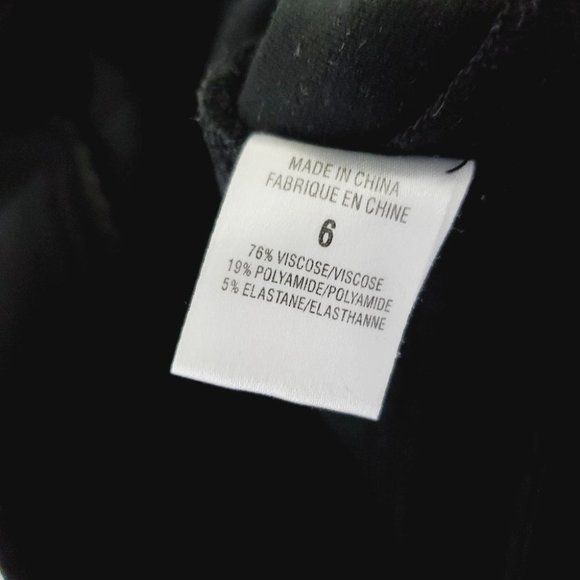 MADE IN CHINA
FABRIQUE EN CHINE
6
76% VISCOSE/VISCOSE
19% POLYAMIDE/POLYAMIDE
5% ELASTANE/ELASTHANNE